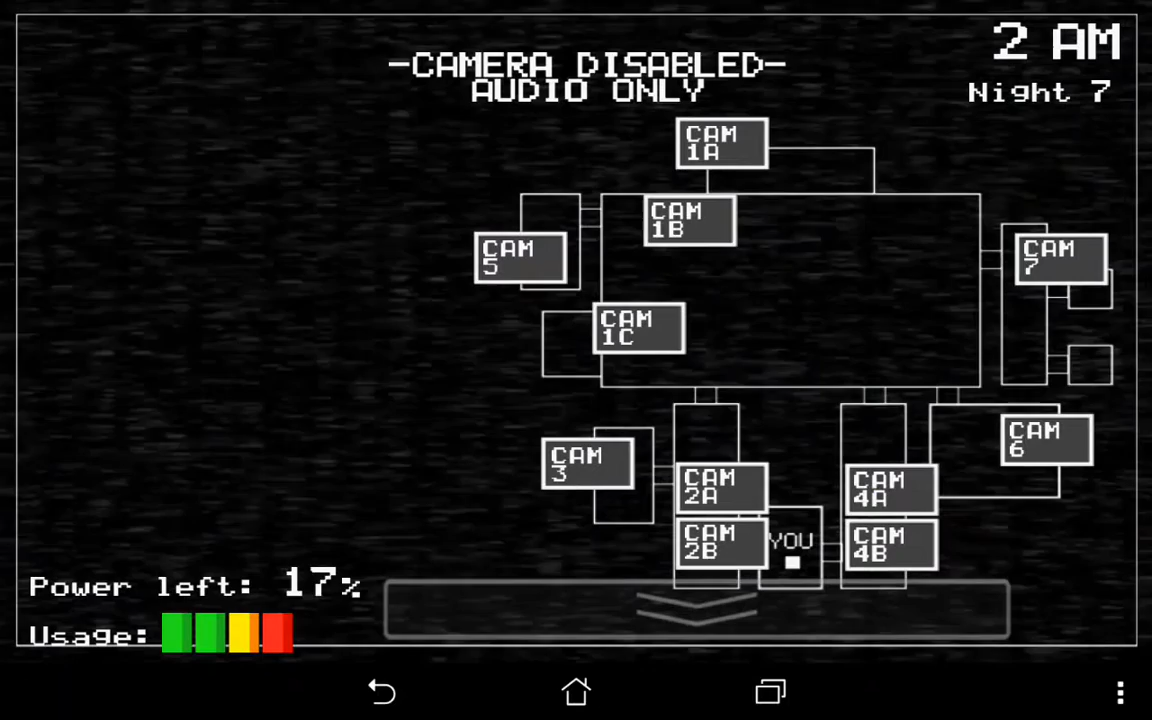 2 AM
Night 7
-CAMERA DISABLED-
AUDIO ONLY
CAM
1A
CAM
1B
CAM
5
CAM
7
CAM
1C
CAM
6
CAM
3
CAM
2A
CAM
4A
CAM
2B
YOU
CAM
4B
Power left: 17%
Usage: